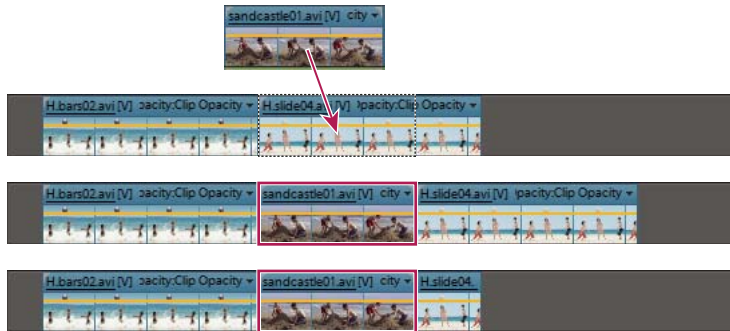 sandcastle01.avi [V] city
H.bars02.avi [V] pacity:Clip Opacity H.slide04.avi [V] pacity:Clip Opacity
H.bars02.avi [V] pacity:Clip Opacity sandcastle01.avi [V] city H.slide04.avi [V] pacity:Clip Opacity
H.bars02.avi [V] pacity:Clip Opacity sandcastle01.avi [V] city H.slide04.